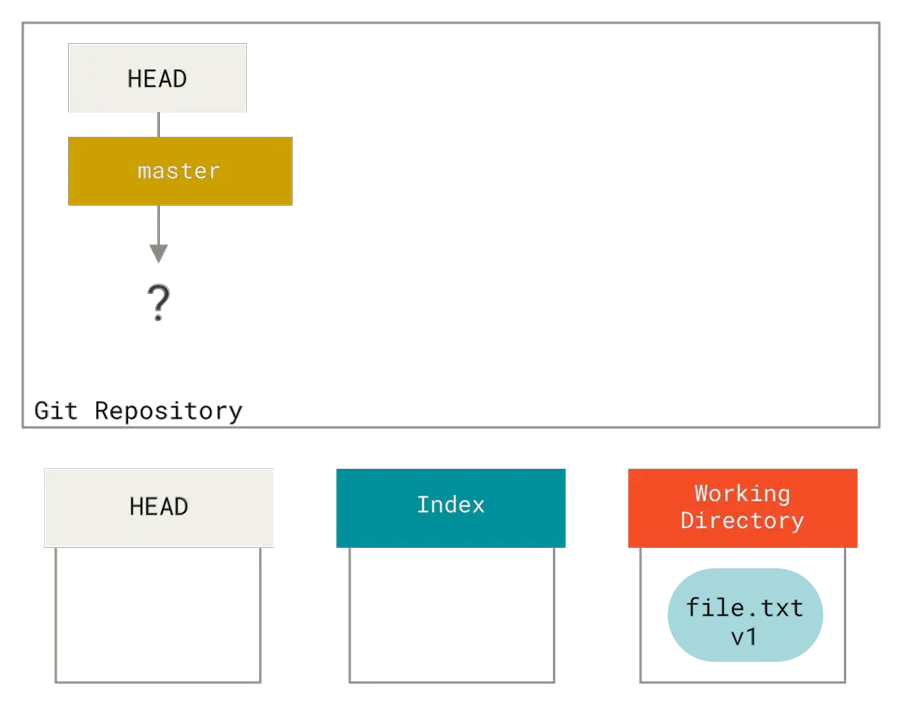 HEAD
master
?
Git Repository
HEAD
Index
Working
Directory
file.txt
v1